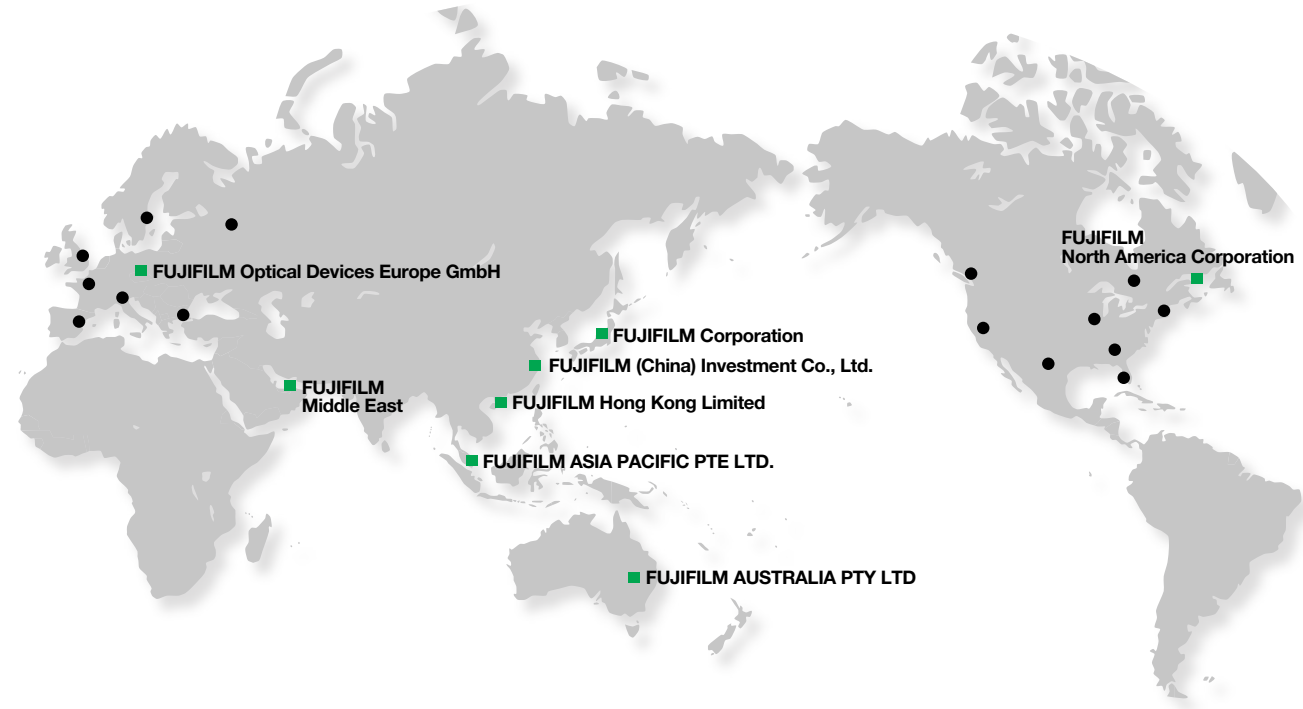 FUJIFILM
North America Corporation
FUJIFILM Optical Devices Europe GmbH
FUJIFILM Corporation
FUJIFILM (China) Investment Co., Ltd.
FUJIFILM
Middle East
FUJIFILM Hong Kong Limited
FUJIFILM ASIA PACIFIC PTE LTD.
FUJIFILM AUSTRALIA PTY LTD